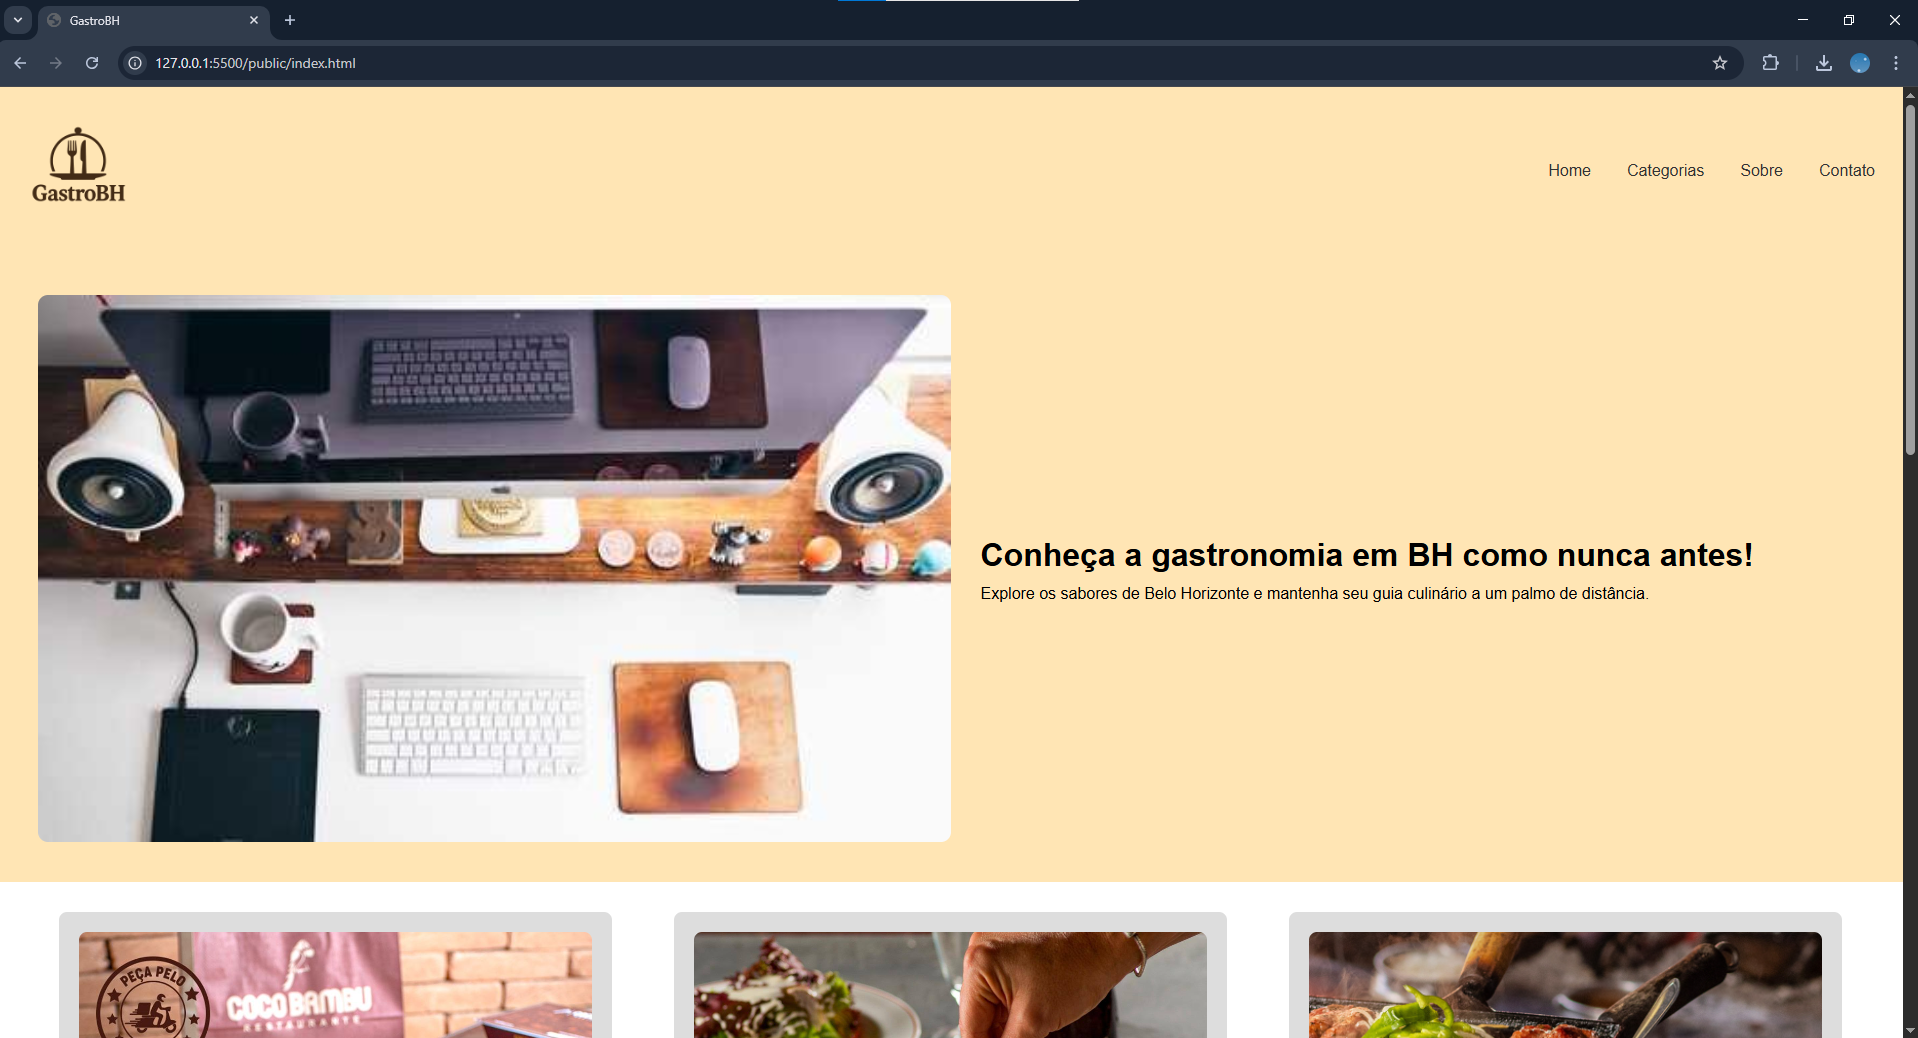 GastroBH
127.0.0.1:5500/public/index.html
GastroBH
Home
Categorias
Sobre
Contato
Conheça a gastronomia em BH como nunca antes!
Explore os sabores de Belo Horizonte e mantenha seu guia culinário a um palmo de distância.
PEÇA PELO
COCO BAMBU
RESTAURANTE